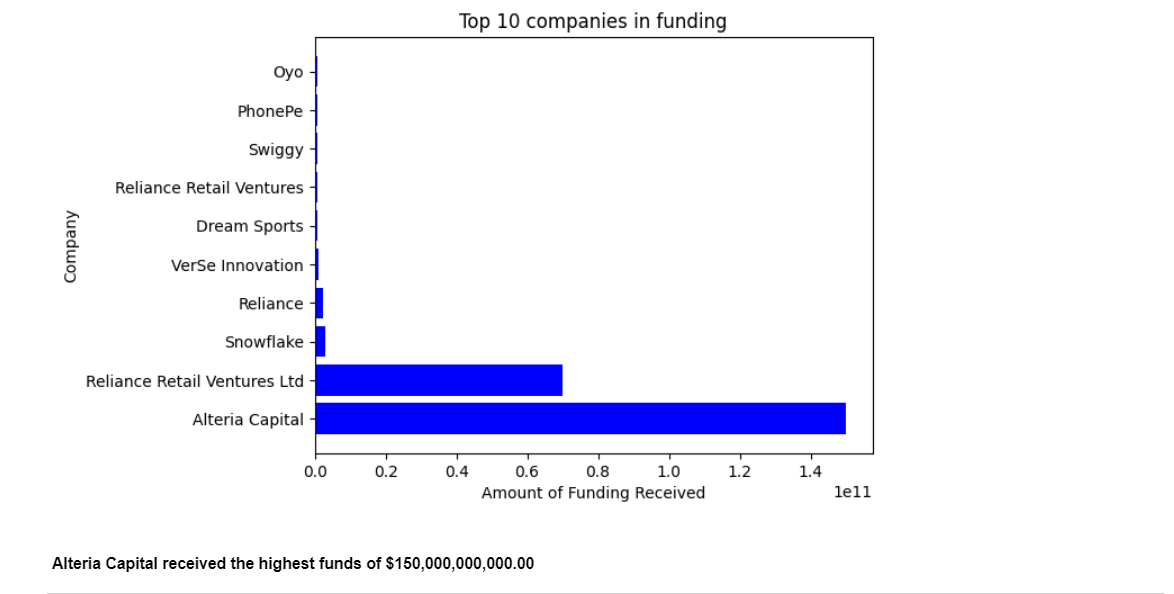 Top 10 companies in funding
Company
Oyo
PhonePe
Swiggy
Reliance Retail Ventures
Dream Sports
VerSe Innovation
Reliance
Snowflake
Reliance Retail Ventures Ltd
Alteria Capital
0.0 0.2 0.4 0.6 0.8 1.0 1.2 1.4
1e11
Amount of Funding Received
Alteria Capital received the highest funds of $150,000,000,000.00